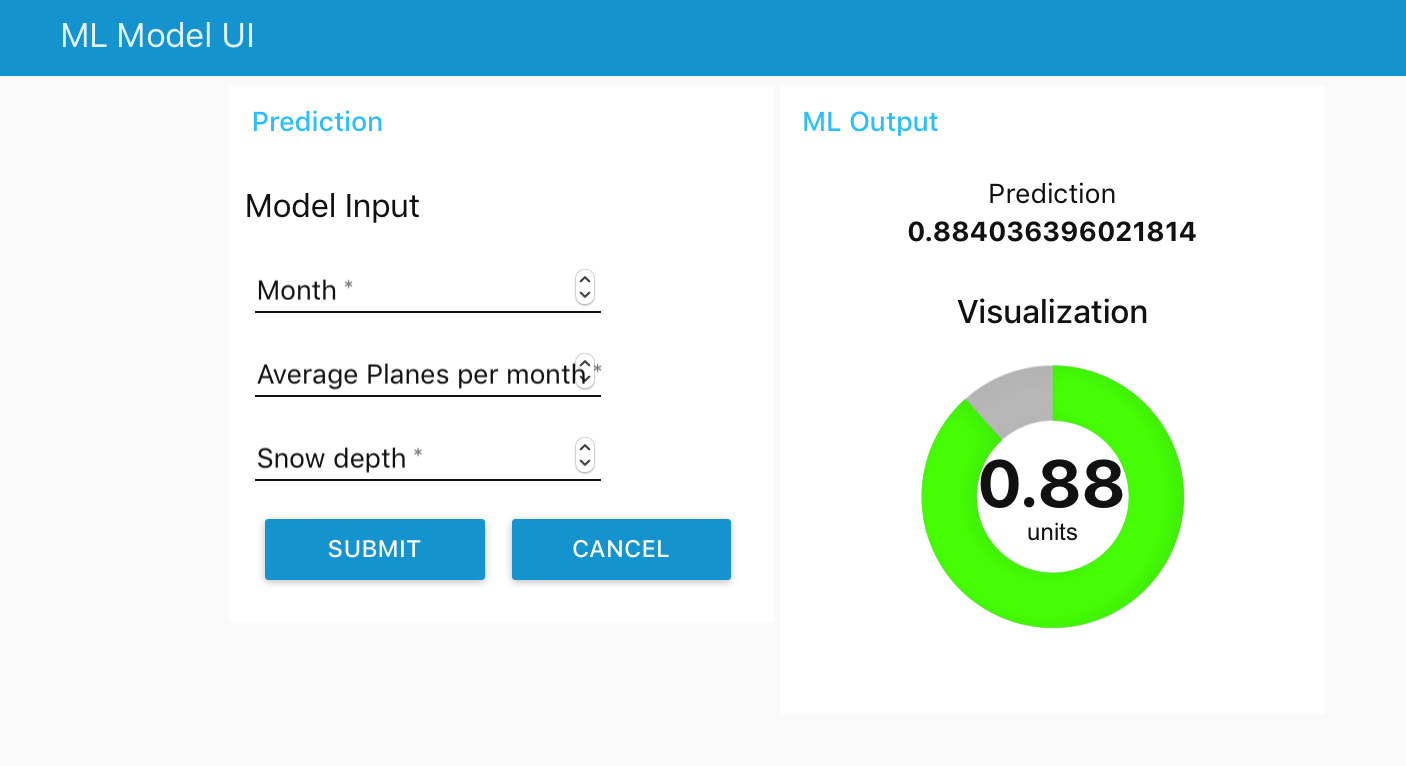 ML Model UI
Prediction
Model Input
Month *
Average Planes per month *
Snow depth *
SUBMIT
CANCEL
ML Output
Prediction
0.884036396021814
Visualization
0.88
units